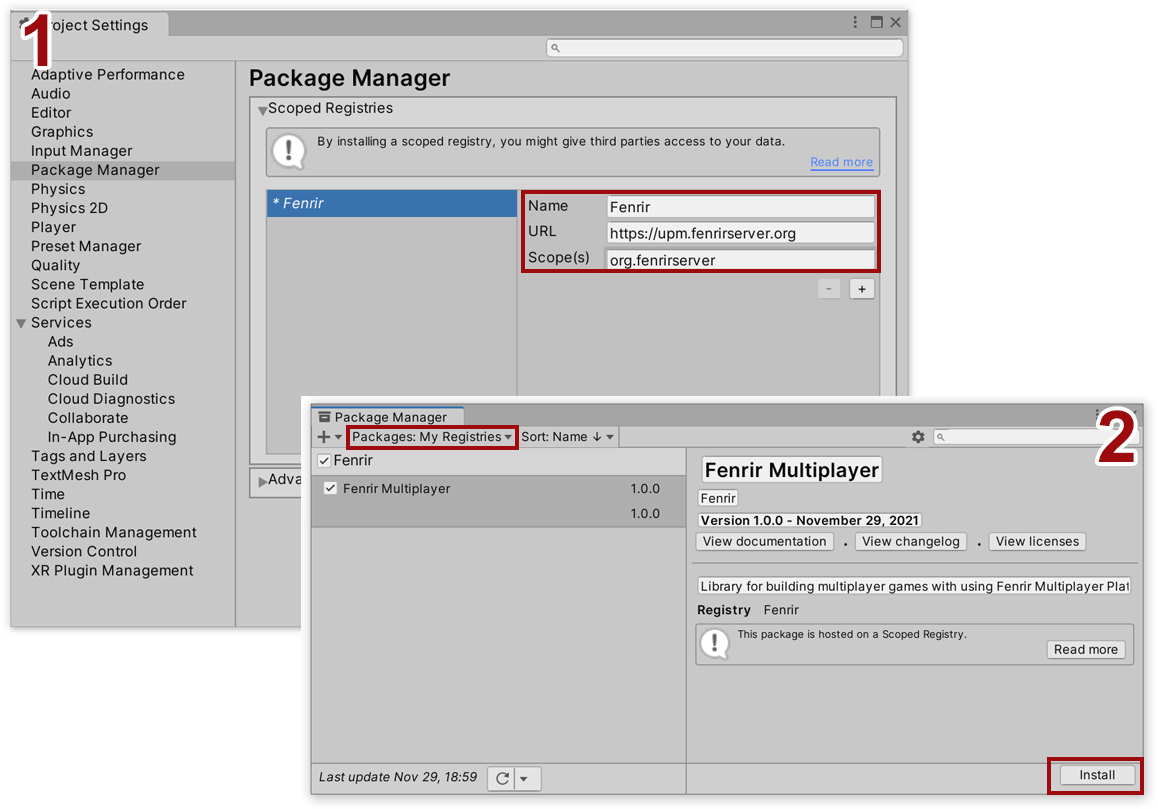 1
Project Settings
Adaptive Performance
Audio
Editor
Graphics
Input Manager
Package Manager
Physics
Physics 2D
Player
Preset Manager
Quality
Scene Template
Script Execution Order
Services
Ads
Analytics
Cloud Build
Cloud Diagnostics
Collaborate
In-App Purchasing
Tags and Layers
TextMesh Pro
Time
Timeline
Toolchain Management
Version Control
XR Plugin Management
Package Manager
Scoped Registries
By installing a scoped registry, you might give third parties access to your data.
Read more
* Fenrir
Name Fenrir
URL https://upm.fenrirserver.org
Scope(s) org.fenrirserver
- +
Adva
2
Package Manager
+ Packages: My Registries Sort: Name ↓
Fenrir
Fenrir Multiplayer 1.0.0
1.0.0
Last update Nov 29, 18:59
Fenrir Multiplayer
Fenrir
Version 1.0.0 - November 29, 2021
View documentation . View changelog . View licenses
Library for building multiplayer games with using Fenrir Multiplayer Plat
Registry Fenrir
This package is hosted on a Scoped Registry.
Read more
Install